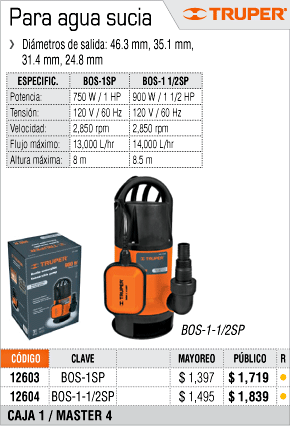 Para agua sucia
TRUPER
Diámetros de salida: 46.3 mm, 35.1 mm,
31.4 mm, 24.8 mm
ESPECIFIC. BOS-1SP BOS-1 1/2SP
Potencia: 750 W / 1 HP 900 W / 1 1/2 HP
Tensión: 120 V / 60 Hz 120 V / 60 Hz
Velocidad: 2,850 rpm 2,850 rpm
Flujo máximo: 13,000 L/hr 14,000 L/hr
Altura máxima: 8 m 8.5 m
TRUPER
TRUPER
BOS-1-1/2SP
CÓDIGO CLAVE MAYOREO PÚBLICO R
12603 BOS-1SP $ 1,397 $ 1,719
12604 BOS-1-1/2SP $ 1,495 $ 1,839
CAJA 1 / MASTER 4